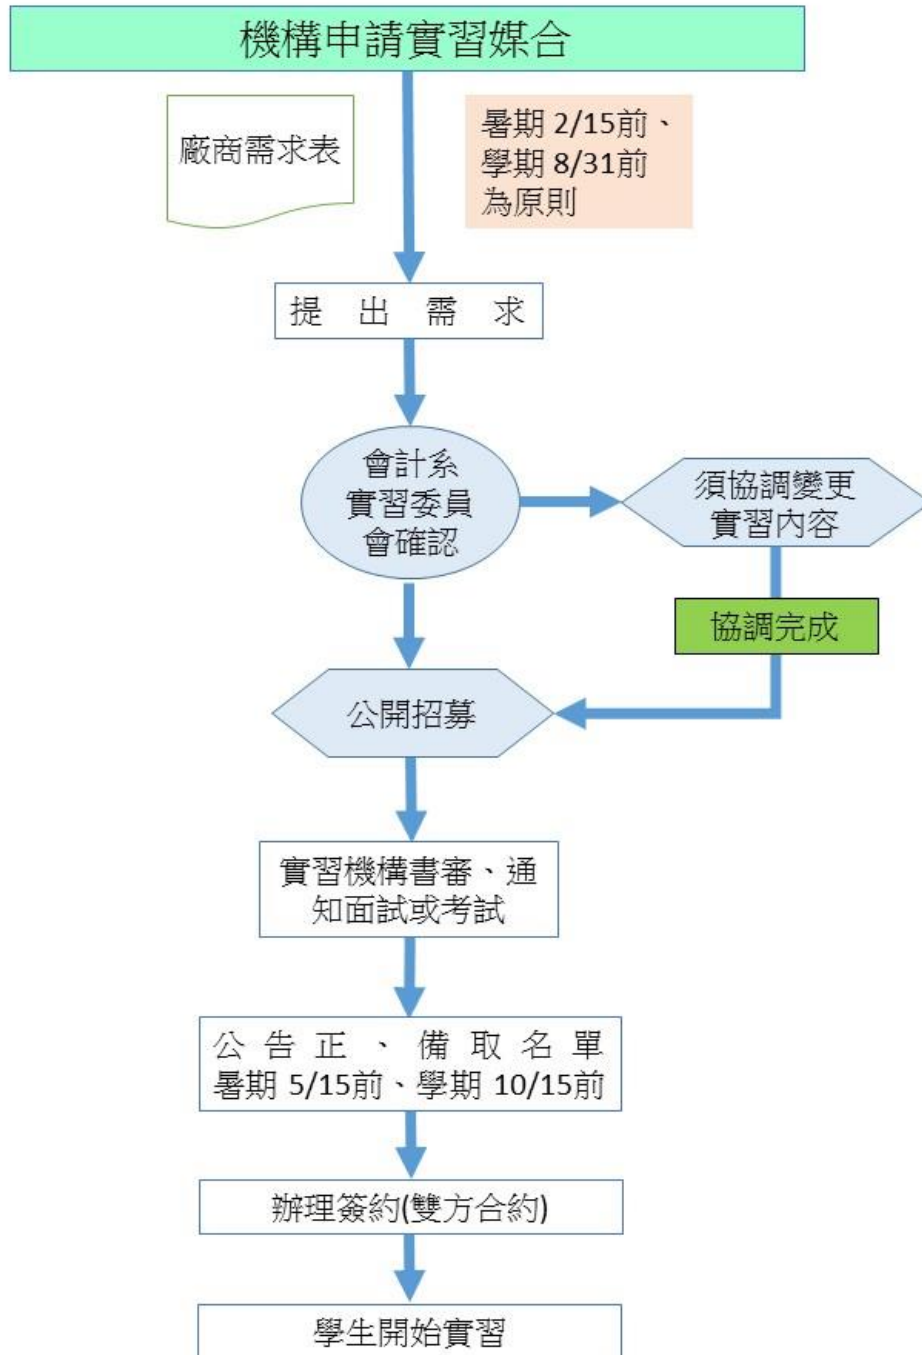 機構申請實習媒合
廠商需求表
暑期 2/15前、
學期 8/31前
為原則
提出需求
會計系
實習委員
會確認
須協調變更
實習內容
協調完成
公開招募
實習機構書審、通
知面試或考試
公告正、備取名單
暑期 5/15前、學期 10/15前
辦理簽約(雙方合約)
學生開始實習